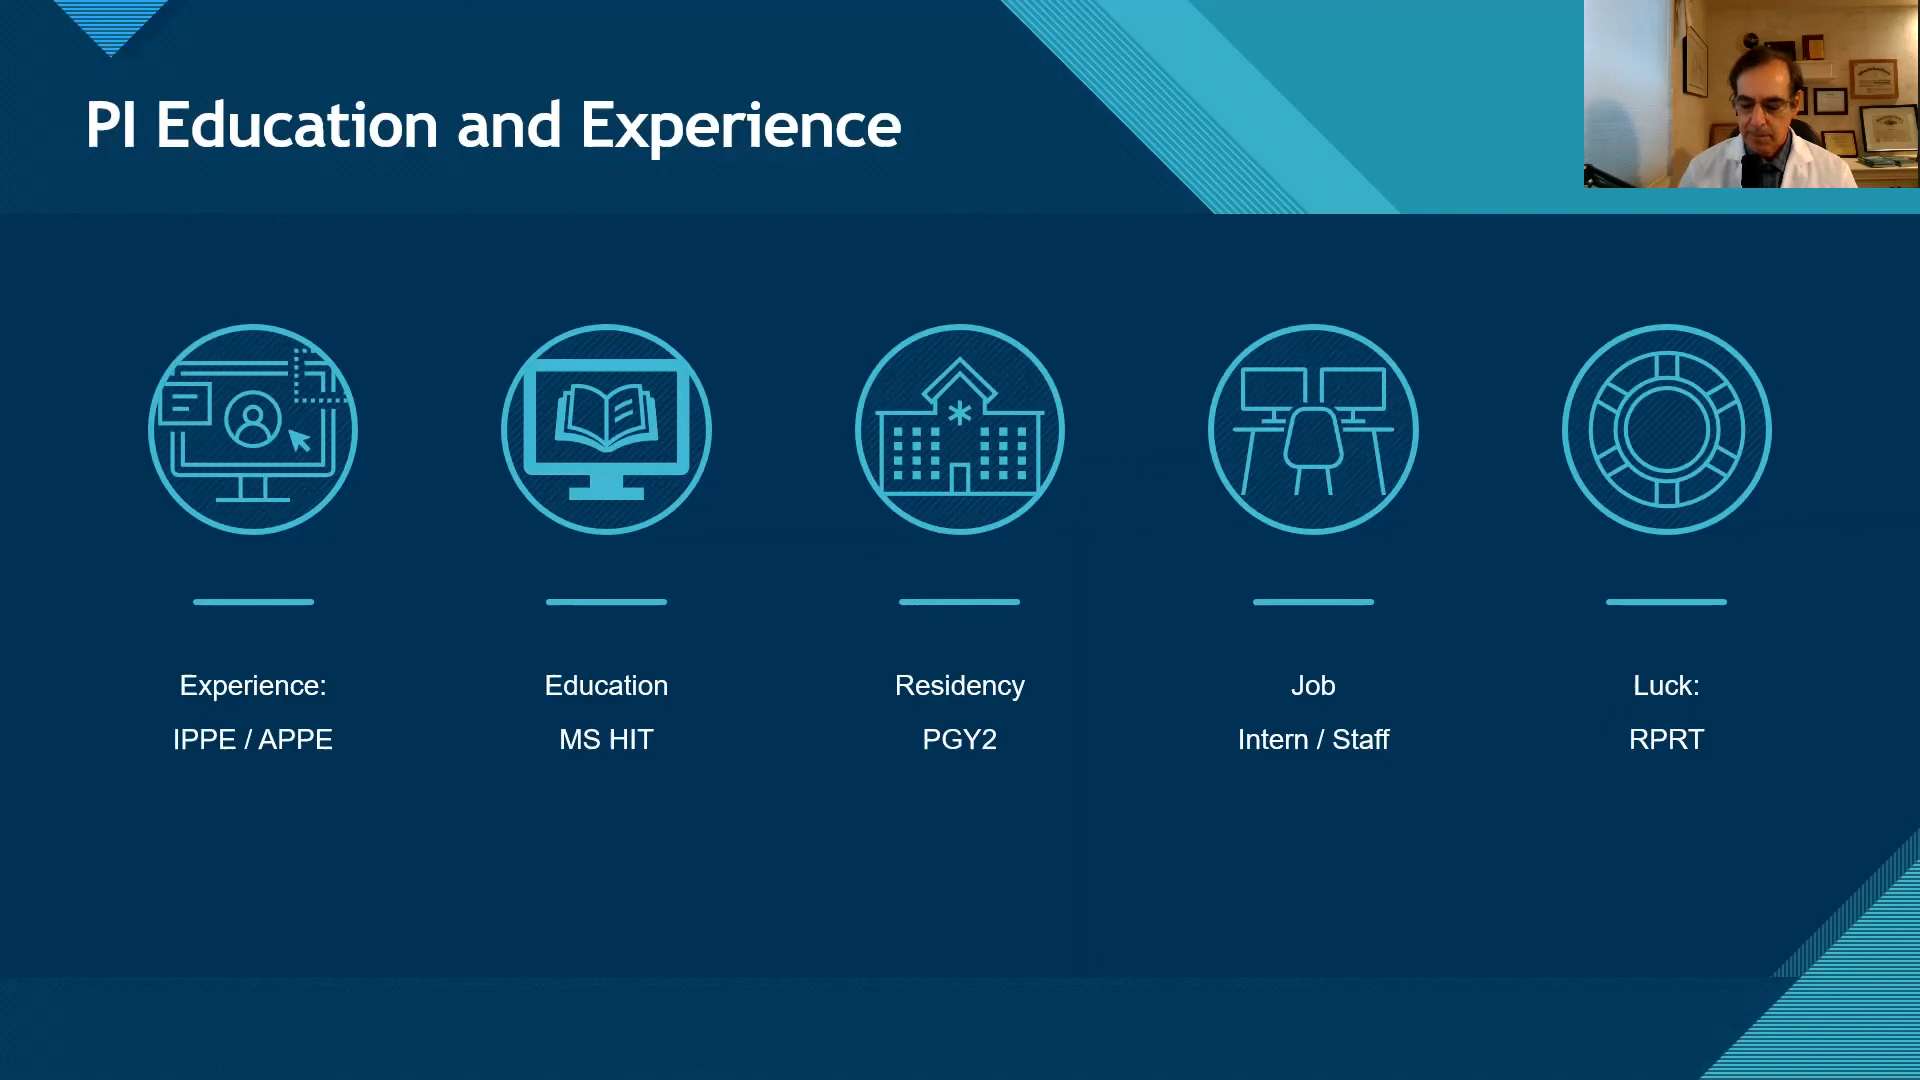 PI Education and Experience
Experience:
IPPE / APPE
Education
MS HIT
Residency
PGY2
Job
Intern / Staff
Luck:
RPRT